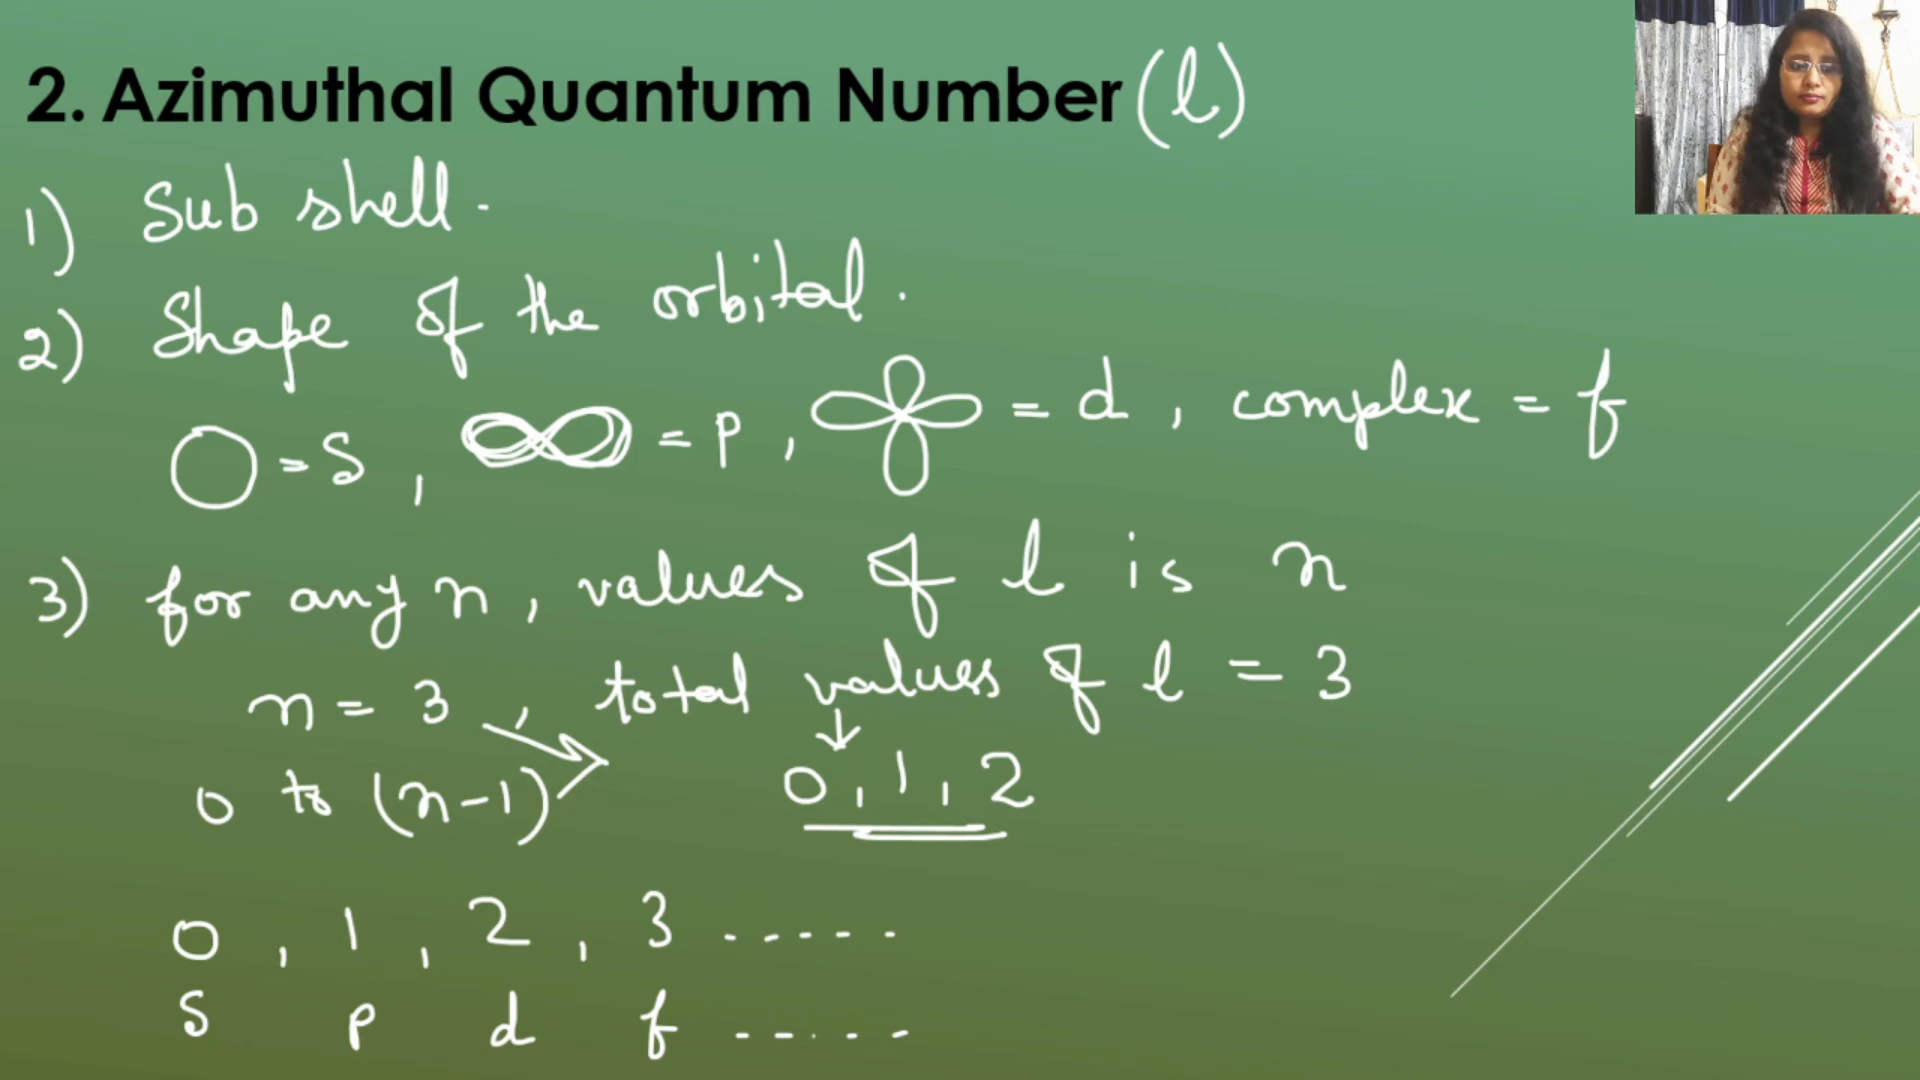 2. Azimuthal Quantum Number (l)
1) Sub shell.
2) Shape of the orbital.
= s, = p, = d, complex = f
3) for any n, values of l is n
n = 3, total values of l = 3
0 to (n-1) 0, 1, 2
0, 1, 2, 3 .....
s p d f .....